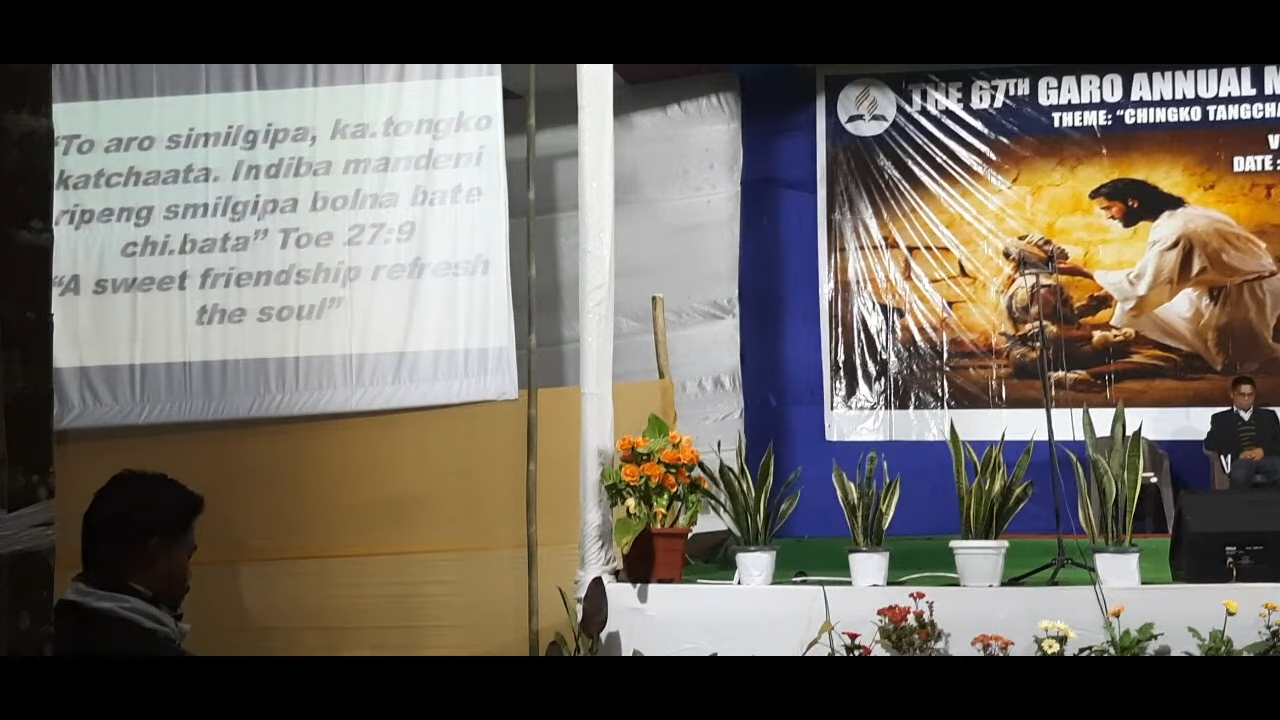 “To aro similgipa, ka.tongko
katchaata. Indiba mandeni
ripeng smilgipa bolna bate
chi.bata” Toe 27:9
“A sweet friendship refresh
the soul”
THE 67TH GARO ANNUAL M
THEME: “CHINGKO TANGCHA
V
DATE :